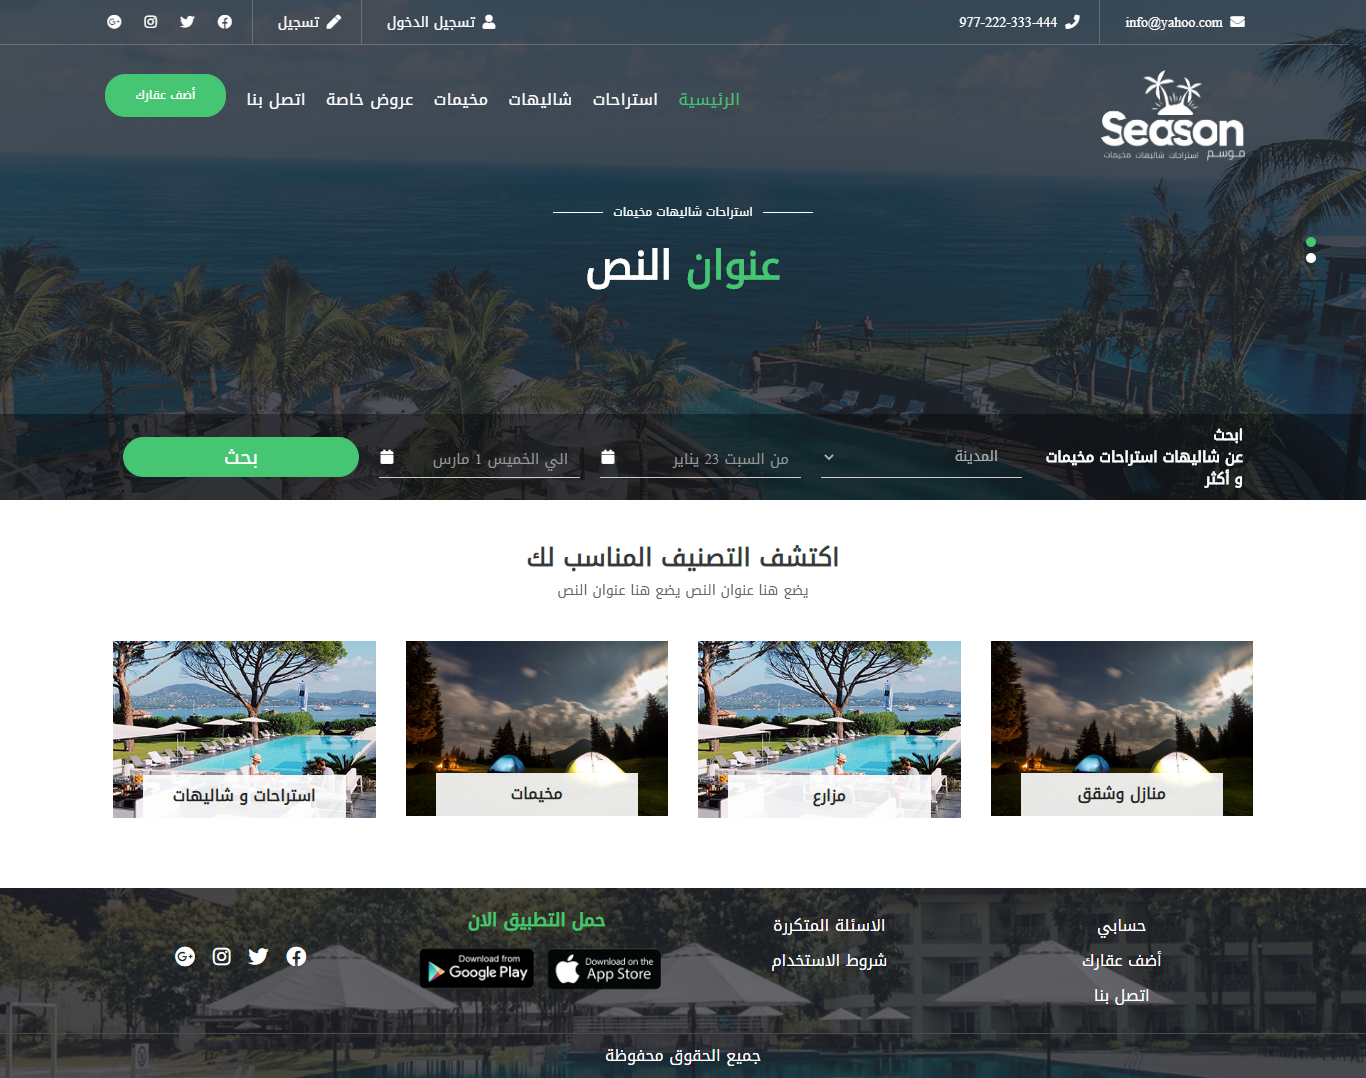 info@yahoo.com
977-222-333-444
تسجيل الدخول
تسجيل
Season
موسم استراحات شاليهات مخيمات
الرئيسية
استراحات
شاليهات
مخيمات
عروض خاصة
اتصل بنا
أضف عقارك
استراحات شاليهات مخيمات
عنوان النص
ابحث
عن شاليهات استراحات مخيمات
و أكثر
المدينة
من السبت 23 يناير
الي الخميس 1 مارس
بحث
اكتشف التصنيف المناسب لك
يضع هنا عنوان النص يضع هنا عنوان النص
منازل وشقق
مزارع
مخيمات
استراحات و شاليهات
حسابي
أضف عقارك
اتصل بنا
الاسئلة المتكررة
شروط الاستخدام
حمل التطبيق الان
Download on the
App Store
Download from
Google Play
جميع الحقوق محفوظة